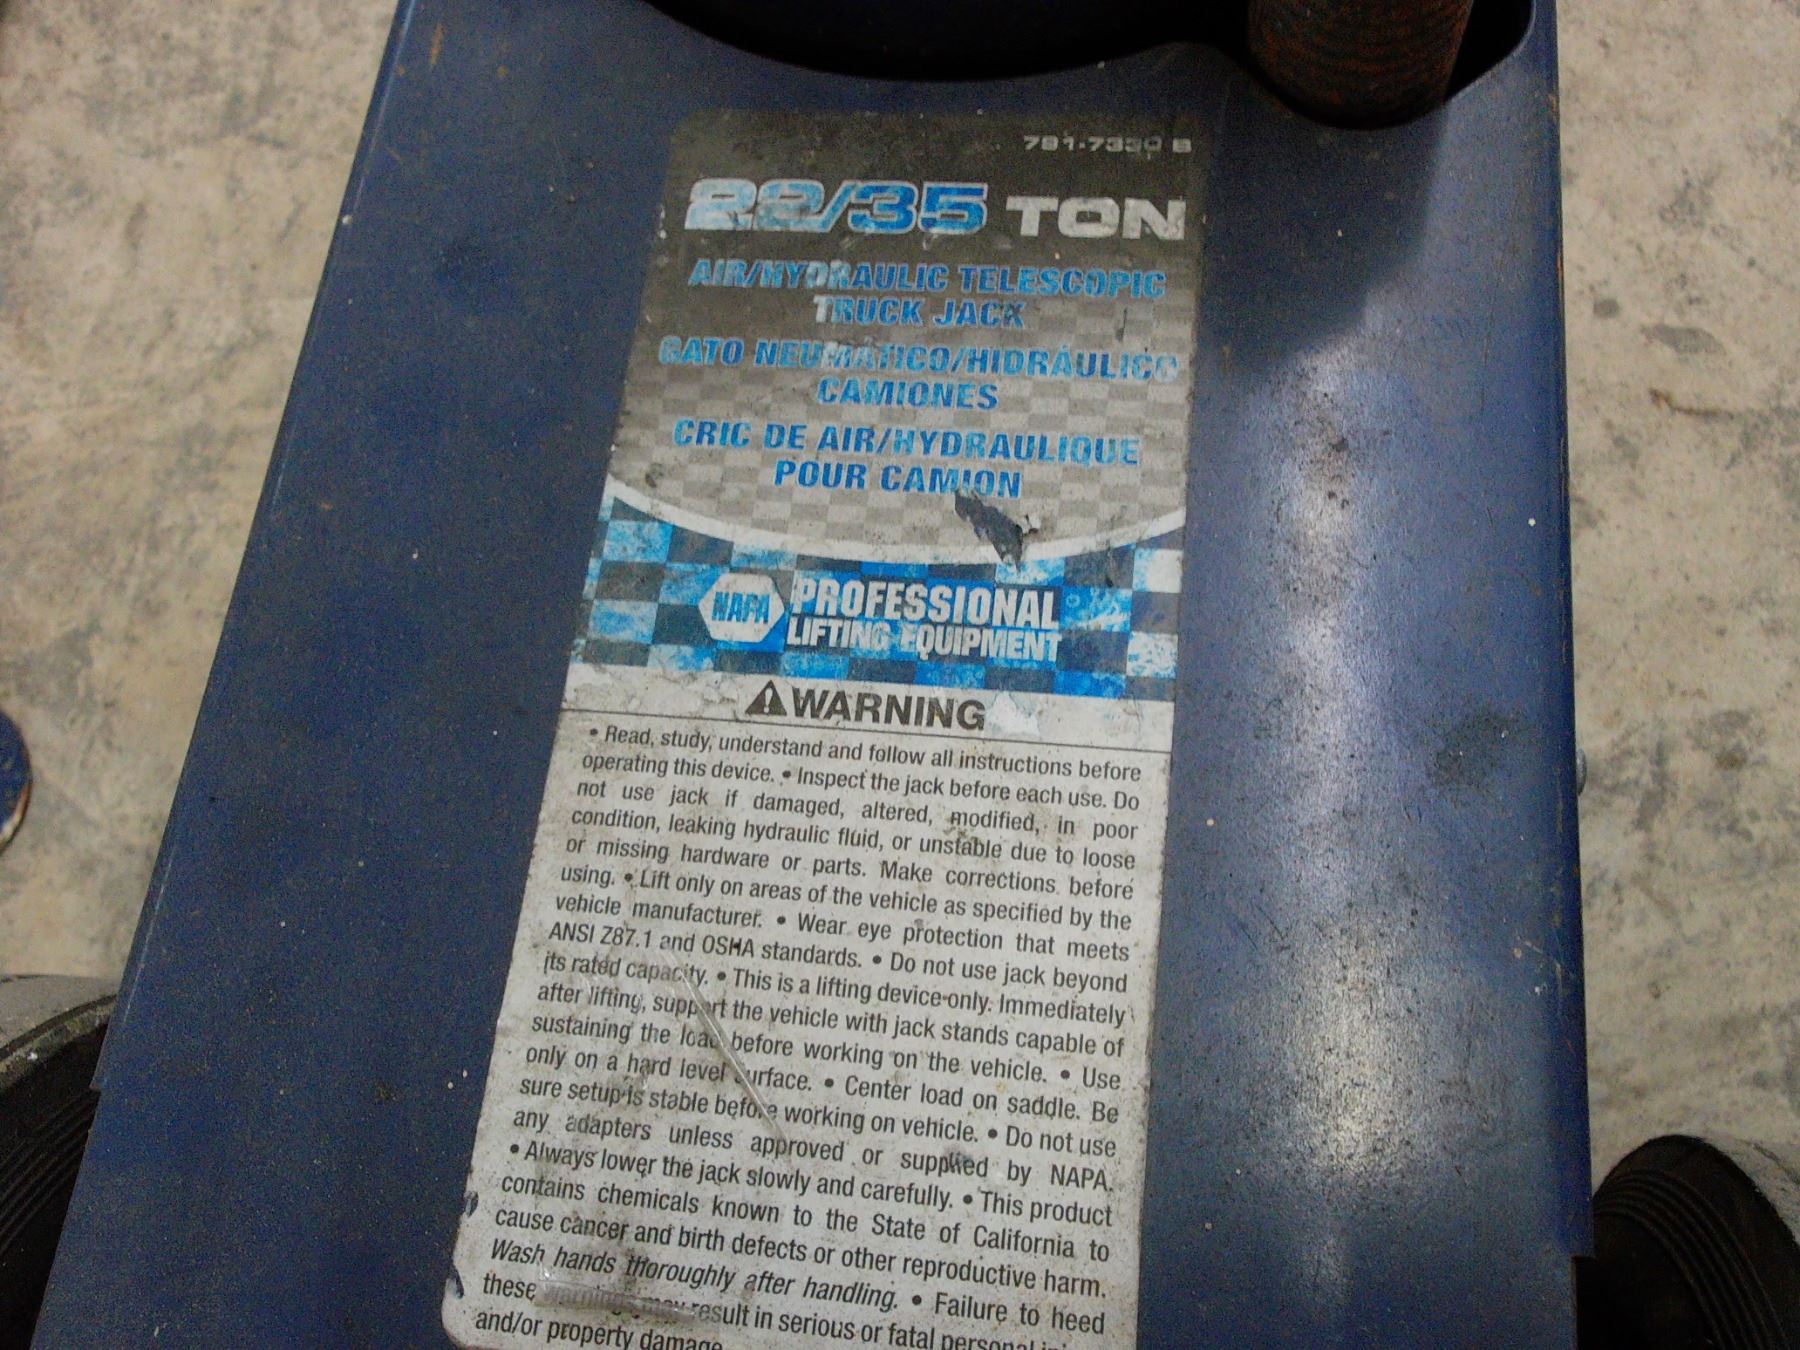 791-7330 B
22/35 TON
AIR/HYDRAULIC TELESCOPIC
TRUCK JACK
GATO NEUMATICO/HIDRÁULICO
CAMIONES
CRIC DE AIR/HYDRAULIQUE
POUR CAMION
NAPA PROFESSIONAL
LIFTING EQUIPMENT
WARNING
• Read, study, understand and follow all instructions before
operating this device. • Inspect the jack before each use. Do
not use jack if damaged, altered, modified, in poor
condition, leaking hydraulic fluid, or unstable due to loose
or missing hardware or parts. Make corrections before
using. • Lift only on areas of the vehicle as specified by the
vehicle manufacturer. • Wear eye protection that meets
ANSI Z87.1 and OSHA standards. • Do not use jack beyond
its rated capacity. • This is a lifting device only. Immediately
after lifting, support the vehicle with jack stands capable of
sustaining the load before working on the vehicle. • Use
only on a hard level surface. • Center load on saddle. Be
sure setup is stable before working on vehicle. • Do not use
any adapters unless approved or supplied by NAPA.
• Always lower the jack slowly and carefully. • This product
contains chemicals known to the State of California to
cause cancer and birth defects or other reproductive harm.
Wash hands thoroughly after handling. • Failure to heed
these warnings may result in serious or fatal personal
and/or property damage